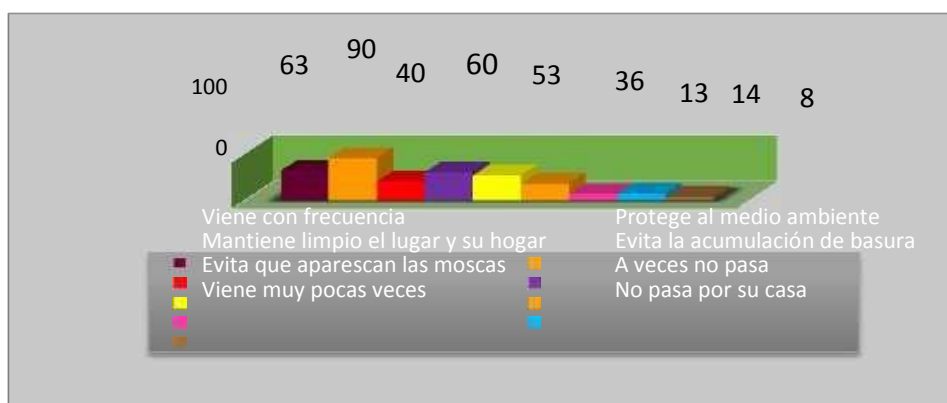 63 90 40 60 53 36 13 14 8
100
0
Viene con frecuencia Protege al medio ambiente
Mantiene limpio el lugar y su hogar Evita la acumulación de basura
Evita que aparescan las moscas A veces no pasa
Viene muy pocas veces No pasa por su casa